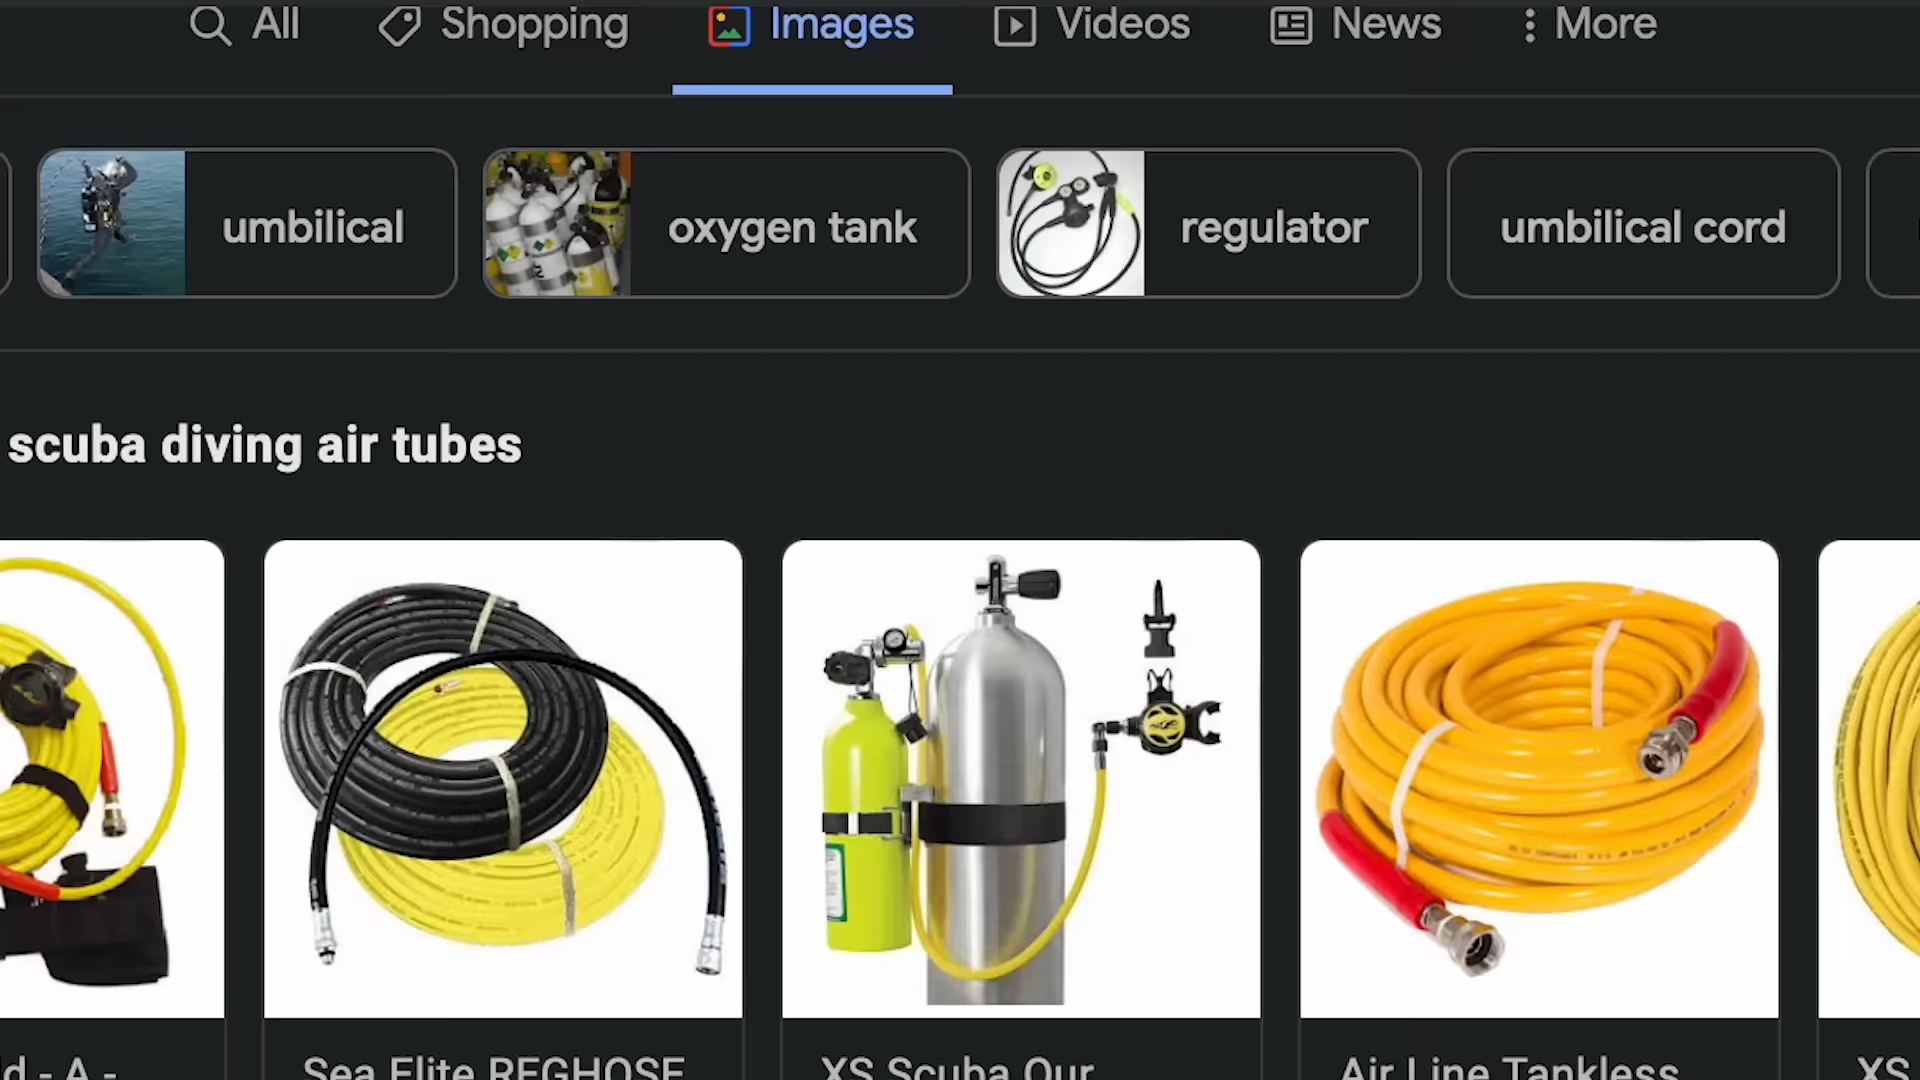 All Shopping Images Videos News More
umbilical oxygen tank regulator umbilical cord
scuba diving air tubes
d - A - Sea Elite REGHOSE XS Scuba Our Air Line Tankless XS